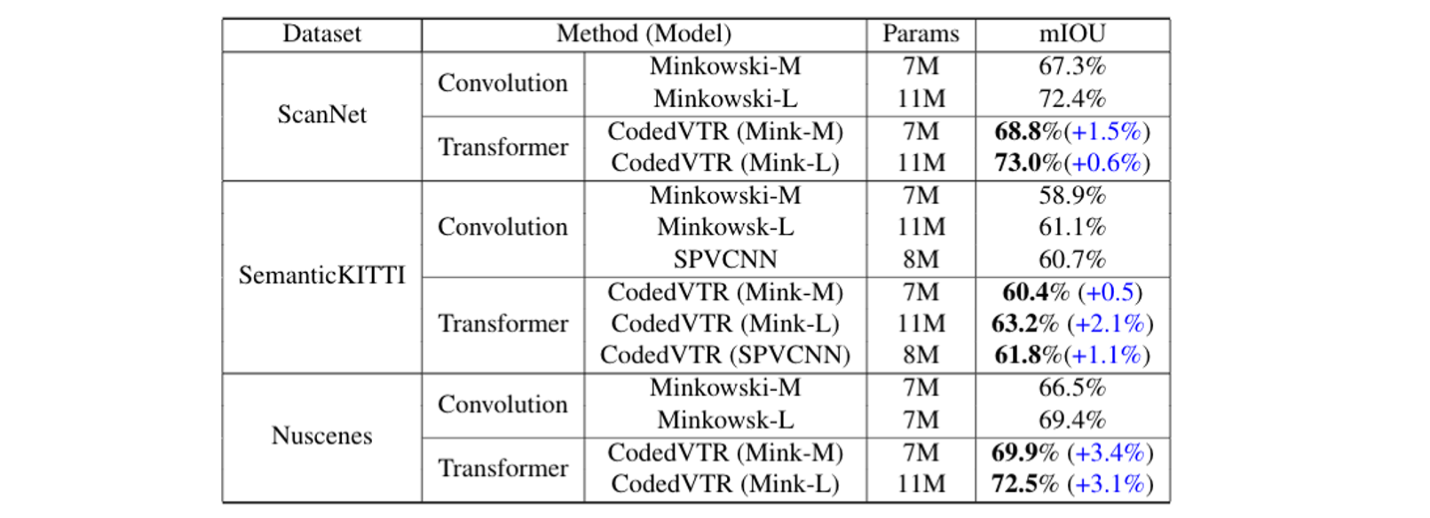 Dataset Method (Model) Params mIOU
ScanNet Convolution Minkowski-M 7M 67.3%
Minkowski-L 11M 72.4%
Transformer CodedVTR (Mink-M) 7M 68.8%(+1.5%)
CodedVTR (Mink-L) 11M 73.0%(+0.6%)
SemanticKITTI Convolution Minkowski-M 7M 58.9%
Minkowsk-L 11M 61.1%
SPVCNN 8M 60.7%
Transformer CodedVTR (Mink-M) 7M 60.4% (+0.5)
CodedVTR (Mink-L) 11M 63.2% (+2.1%)
CodedVTR (SPVCNN) 8M 61.8%(+1.1%)
Nuscenes Convolution Minkowski-M 7M 66.5%
Minkowsk-L 7M 69.4%
Transformer CodedVTR (Mink-M) 7M 69.9% (+3.4%)
CodedVTR (Mink-L) 11M 72.5% (+3.1%)